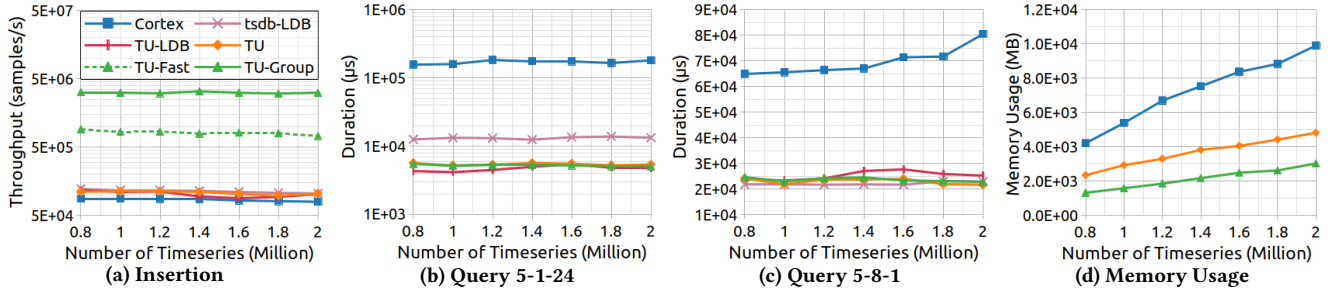 5E+07
5E+06
5E+05
5E+04
Throughput (samples/s)
Cortex
tsdb-LDB
TU-LDB
TU
TU-Fast
TU-Group
0.8 1 1.2 1.4 1.6 1.8 2
Number of Timeseries (Million)
(a) Insertion
1E+06
1E+05
1E+04
1E+03
Duration (μs)
0.8 1 1.2 1.4 1.6 1.8 2
Number of Timeseries (Million)
(b) Query 5-1-24
9E+04
8E+04
7E+04
6E+04
5E+04
4E+04
3E+04
2E+04
1E+04
Duration (μs)
0.8 1 1.2 1.4 1.6 1.8 2
Number of Timeseries (Million)
(c) Query 5-8-1
1.2E+04
1.0E+04
8.0E+03
6.0E+03
4.0E+03
2.0E+03
0.0E+00
Memory Usage (MB)
0.8 1 1.2 1.4 1.6 1.8 2
Number of Timeseries (Million)
(d) Memory Usage